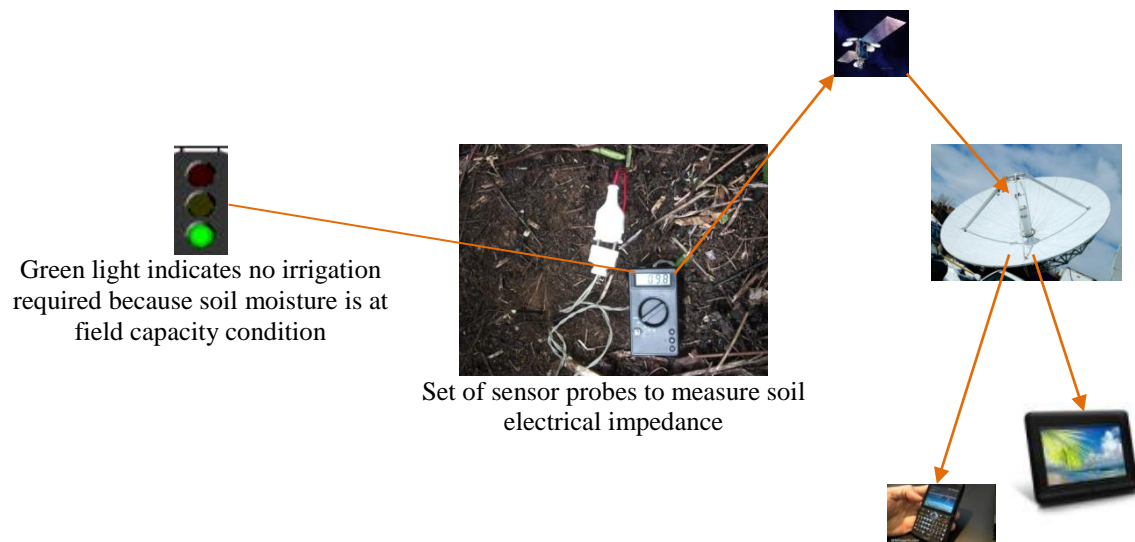 Green light indicates no irrigation
required because soil moisture is at
field capacity condition
Set of sensor probes to measure soil
electrical impedance